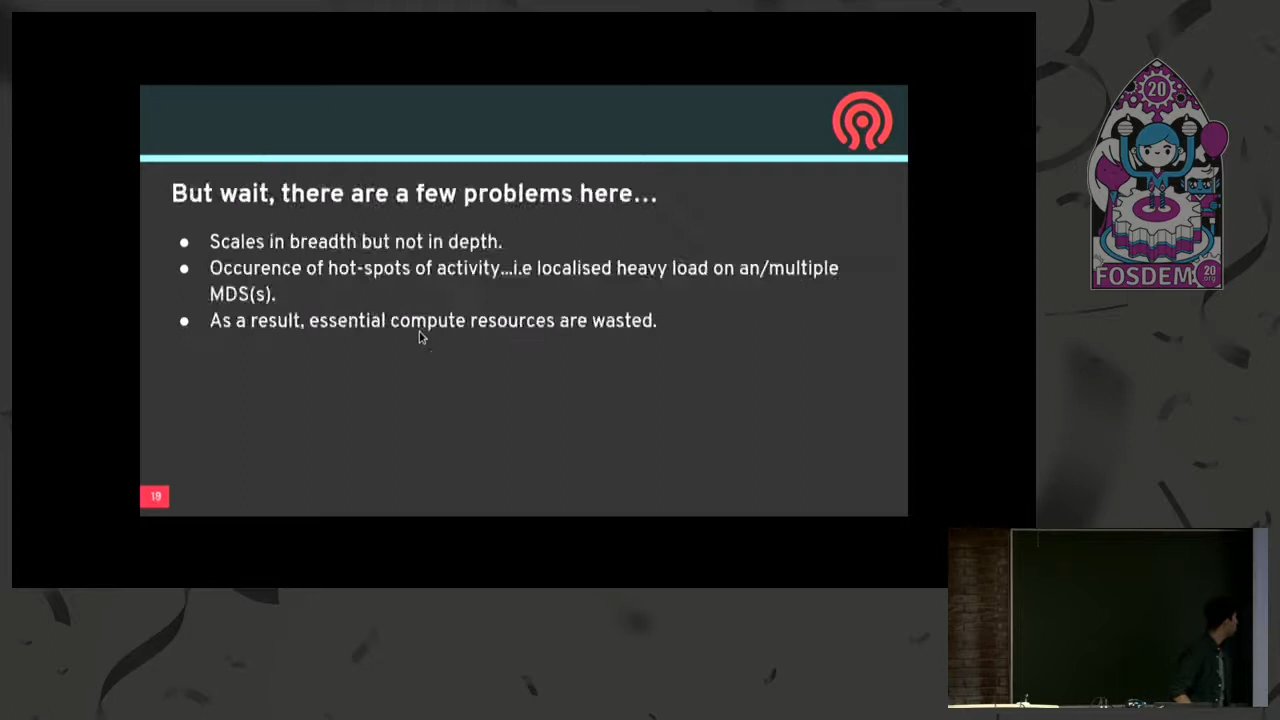 But wait, there are a few problems here...
● Scales in breadth but not in depth.
● Occurence of hot-spots of activity...i.e localised heavy load on an/multiple
MDS(s).
● As a result, essential compute resources are wasted.
19
20
FOSDEM
20
org